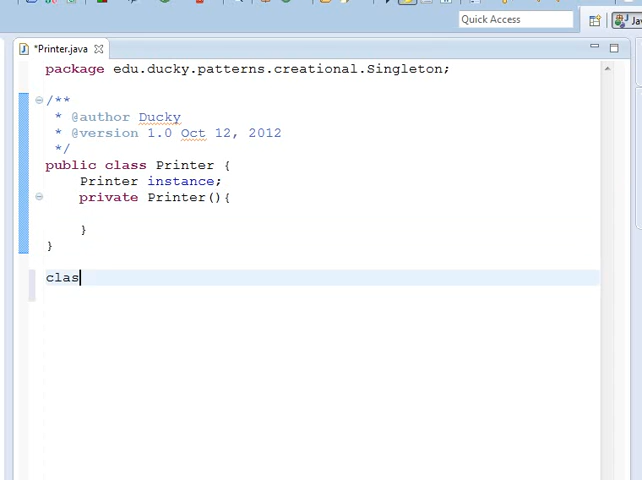 Quick Access
Jav
*Printer.java
package edu.ducky.patterns.creational.Singleton;
/**
* @author Ducky
* @version 1.0 Oct 12, 2012
*/
public class Printer {
Printer instance;
private Printer(){
}
}
clas